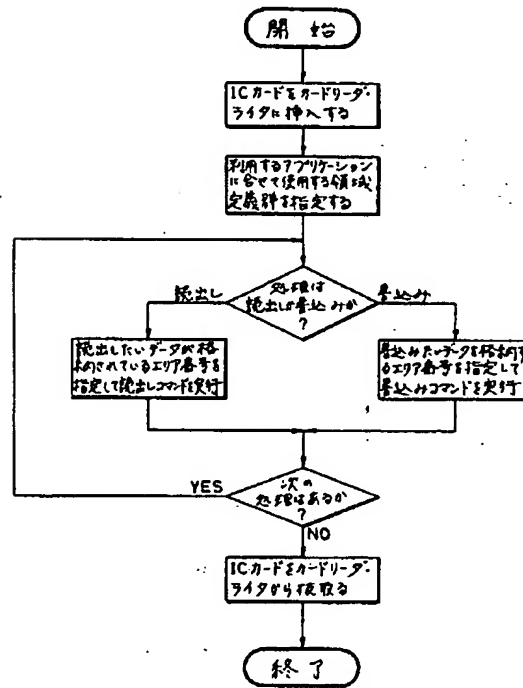 開始
ICカードをカードリーダ・
ライタに挿入する
利用するアプリケーション
に合せて使用する領域
定義群を指定する
処理は
読出しか書込みか
?
読出し
書込み
読出したいデータが格
納されているエリア番号を
指定して読出しコマンドを実行
書込みたいデータを格納す
るエリア番号を指定して
書込みコマンドを実行
次の
処理はあるか
?
YES
NO
ICカードをカードリーダ・
ライタから抜取る
終了